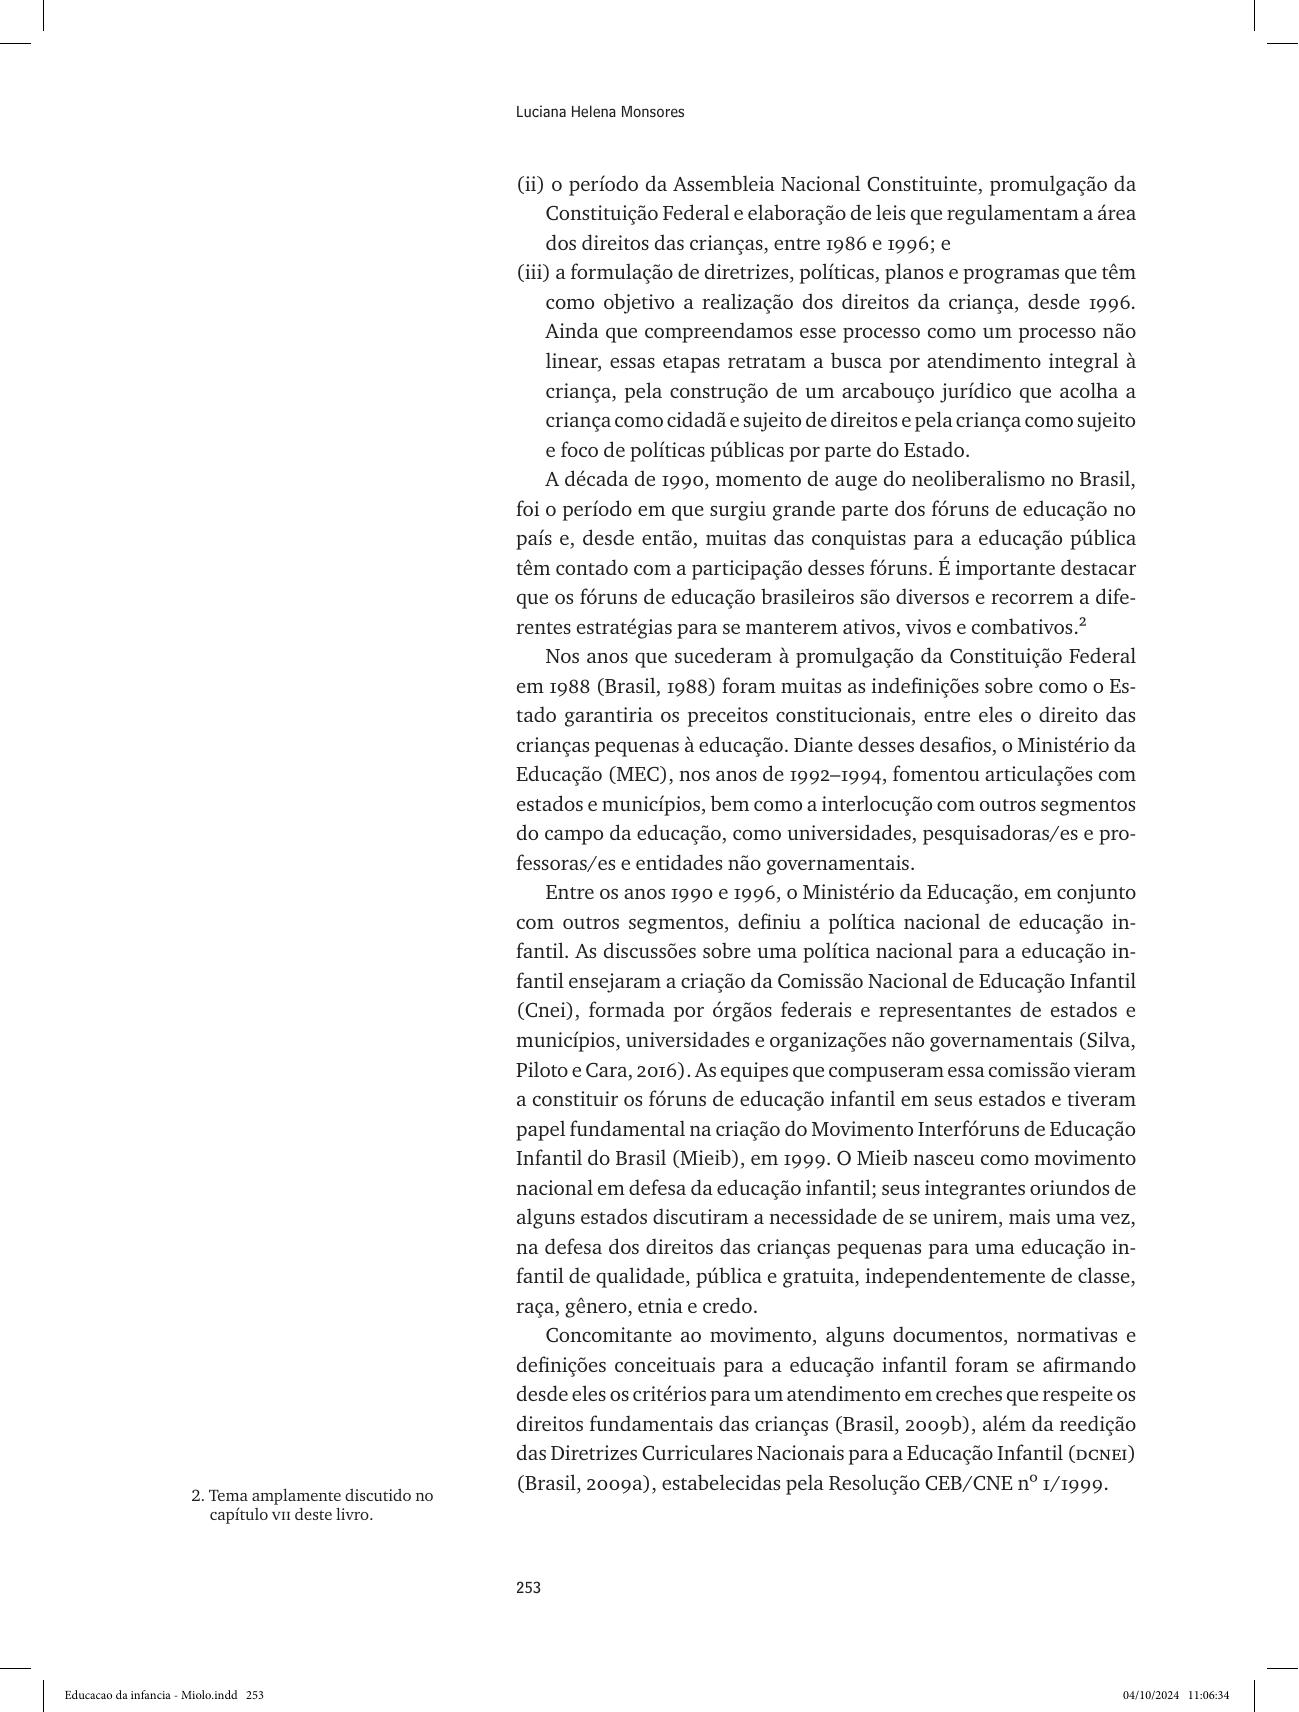 Luciana Helena Monsores
(ii) o período da Assembleia Nacional Constituinte, promulgação da
Constituição Federal e elaboração de leis que regulamentam a área
dos direitos das crianças, entre 1986 e 1996; e
(iii) a formulação de diretrizes, políticas, planos e programas que têm
como objetivo a realização dos direitos da criança, desde 1996.
Ainda que compreendamos esse processo como um processo não
linear, essas etapas retratam a busca por atendimento integral à
criança, pela construção de um arcabouço jurídico que acolha a
criança como cidadã e sujeito de direitos e pela criança como sujeito
e foco de políticas públicas por parte do Estado.
A década de 1990, momento de auge do neoliberalismo no Brasil,
foi o período em que surgiu grande parte dos fóruns de educação no
país e, desde então, muitas das conquistas para a educação pública
têm contado com a participação desses fóruns. É importante destacar
que os fóruns de educação brasileiros são diversos e recorrem a dife-
rentes estratégias para se manterem ativos, vivos e combativos.²
Nos anos que sucederam à promulgação da Constituição Federal
em 1988 (Brasil, 1988) foram muitas as indefinições sobre como o Es-
tado garantiria os preceitos constitucionais, entre eles o direito das
crianças pequenas à educação. Diante desses desafios, o Ministério da
Educação (MEC), nos anos de 1992–1994, fomentou articulações com
estados e municípios, bem como a interlocução com outros segmentos
do campo da educação, como universidades, pesquisadoras/es e pro-
fessoras/es e entidades não governamentais.
Entre os anos 1990 e 1996, o Ministério da Educação, em conjunto
com outros segmentos, definiu a política nacional de educação in-
fantil. As discussões sobre uma política nacional para a educação in-
fantil ensejaram a criação da Comissão Nacional de Educação Infantil
(Cnei), formada por órgãos federais e representantes de estados e
municípios, universidades e organizações não governamentais (Silva,
Piloto e Cara, 2016). As equipes que compuseram essa comissão vieram
a constituir os fóruns de educação infantil em seus estados e tiveram
papel fundamental na criação do Movimento Interfóruns de Educação
Infantil do Brasil (Mieib), em 1999. O Mieib nasceu como movimento
nacional em defesa da educação infantil; seus integrantes oriundos de
alguns estados discutiram a necessidade de se unirem, mais uma vez,
na defesa dos direitos das crianças pequenas para uma educação in-
fantil de qualidade, pública e gratuita, independentemente de classe,
raça, gênero, etnia e credo.
Concomitante ao movimento, alguns documentos, normativas e
definições conceituais para a educação infantil foram se afirmando
desde eles os critérios para um atendimento em creches que respeite os
direitos fundamentais das crianças (Brasil, 2009b), além da reedição
das Diretrizes Curriculares Nacionais para a Educação Infantil (DCNEI)
(Brasil, 2009a), estabelecidas pela Resolução CEB/CNE nº 1/1999.
2. Tema amplamente discutido no
capítulo VII deste livro.
253
Educacao da infancia - Miolo.indd 253
04/10/2024 11:06:34